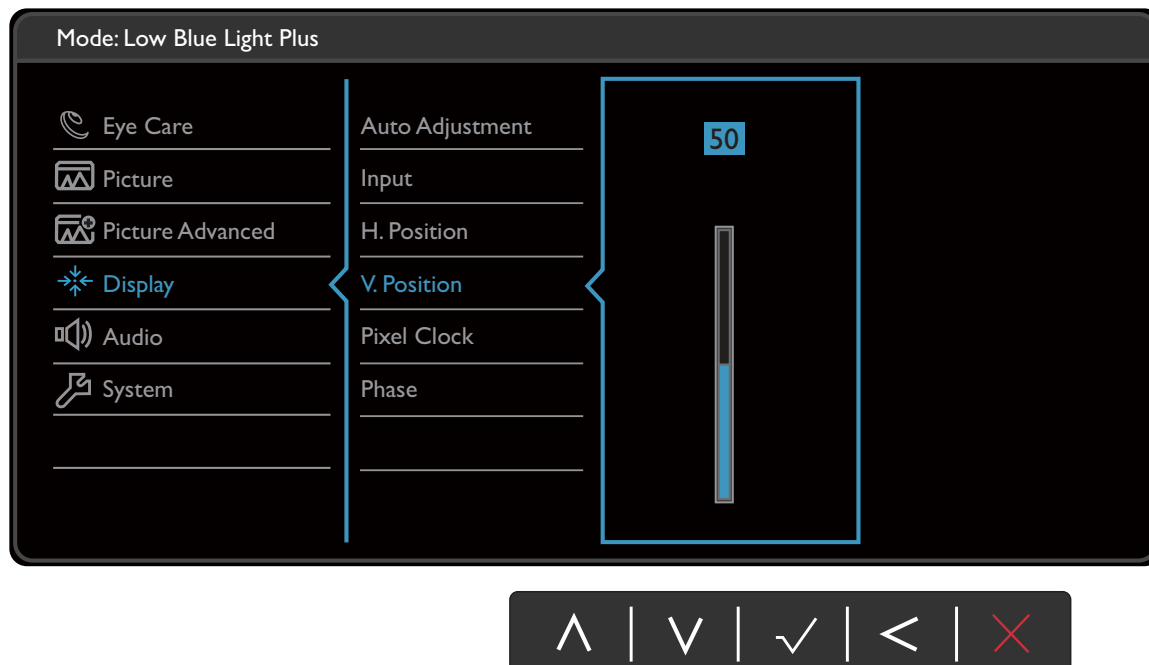 Mode: Low Blue Light Plus
Eye Care
Picture
Picture Advanced
Display
Audio
System
Auto Adjustment
Input
H. Position
V. Position
Pixel Clock
Phase
50